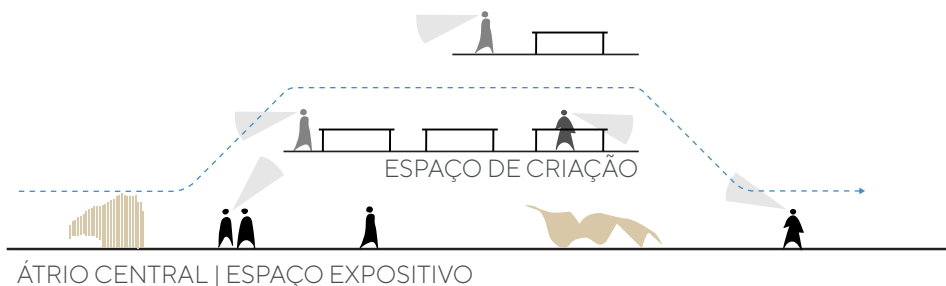 ESPAÇO DE CRIAÇÃO
ÁTRIO CENTRAL | ESPAÇO EXPOSITIVO